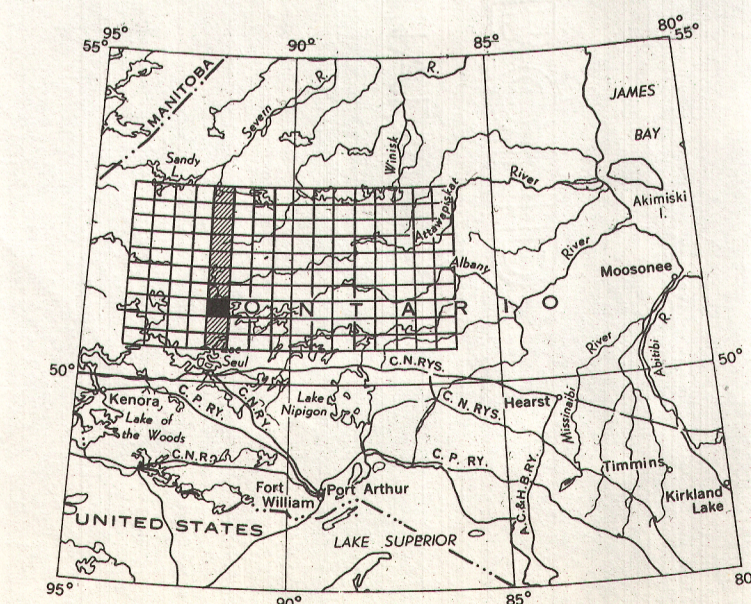 95°
90°
85°
80°
55°
55°
MANITOBA
Severn
R.
R.
Winisk
JAMES
BAY
Sandy
River
Akimiski
I.
Attawapiskat
River
Albany
Moosonee
ONTARIO
Lac
Seul
C.N.RYS.
River
Abitibi
R.
50°
50°
Kenora
C.P.RY.
C.N.RY.
Lake
Nipigon
C.N.RYS.
Hearst
Missinaibi
Lake of
the Woods
C.N.R.
C.P.RY.
Timmins
Fort
William
Port Arthur
A.C.&H.B.RY.
Kirkland
Lake
UNITED STATES
LAKE SUPERIOR
95°
90°
85°
80